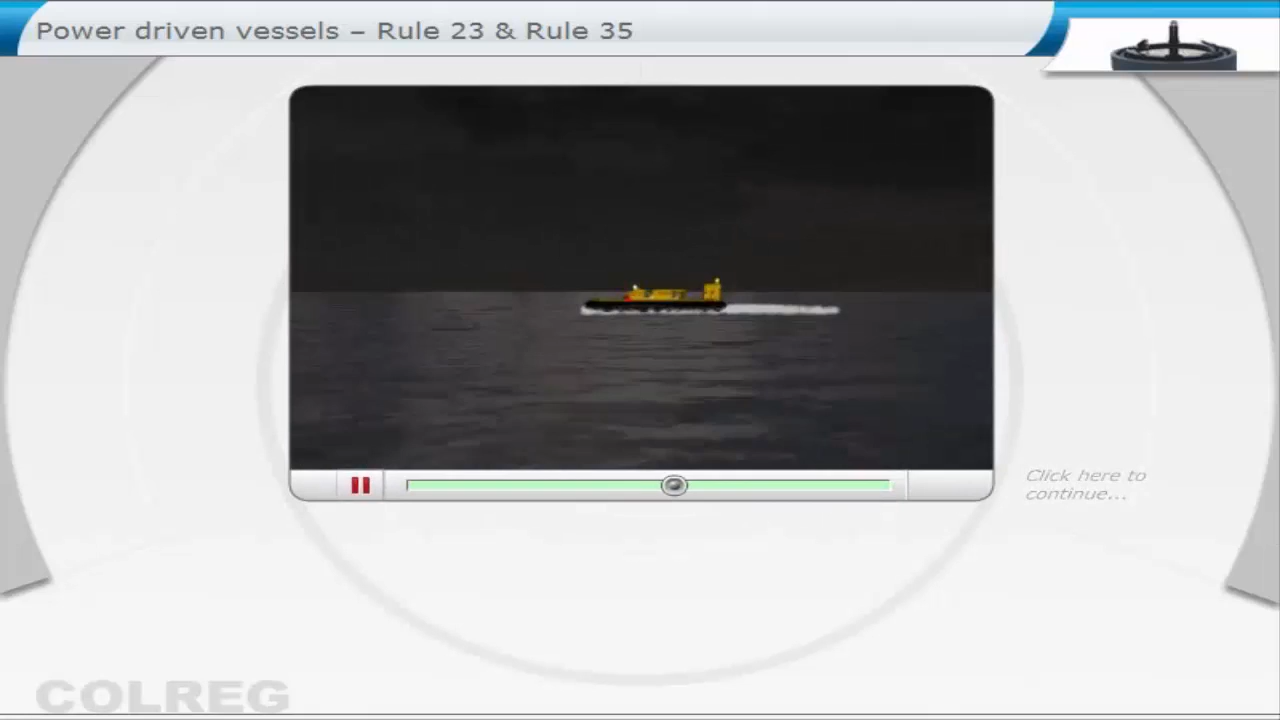 Power driven vessels – Rule 23 & Rule 35
Click here to
continue...
COLREG